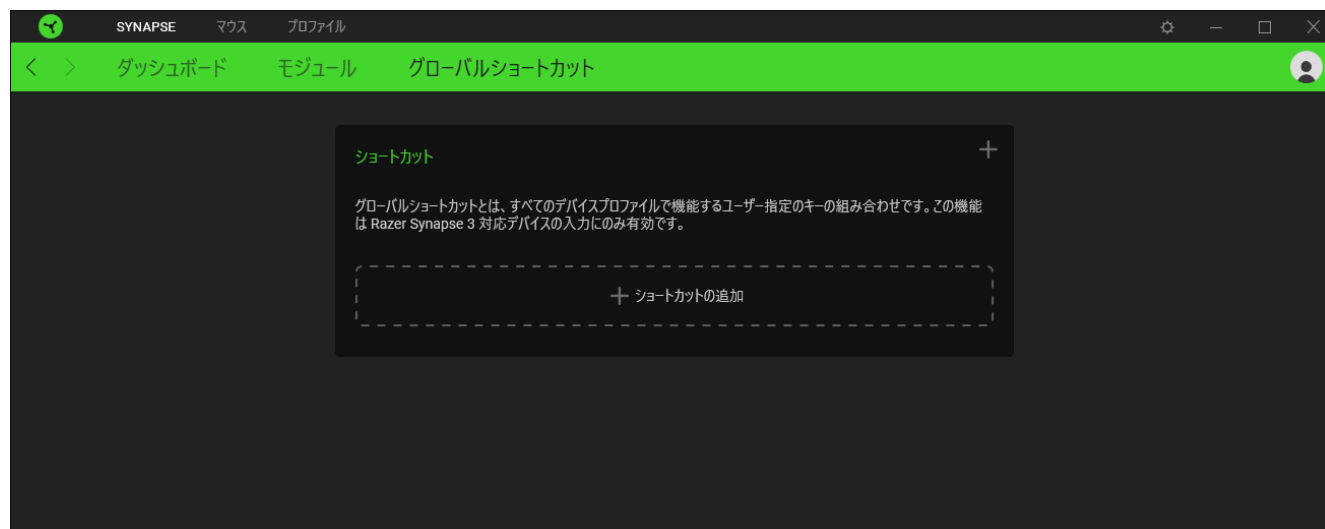 SYNAPSE マウス プロファイル
ダッシュボード モジュール グローバルショートカット
ショートカット
グローバルショートカットとは、すべてのデバイスプロファイルで機能するユーザー指定のキーの組み合わせです。この機能
は Razer Synapse 3 対応デバイスの入力にのみ有効です。
ショートカットの追加